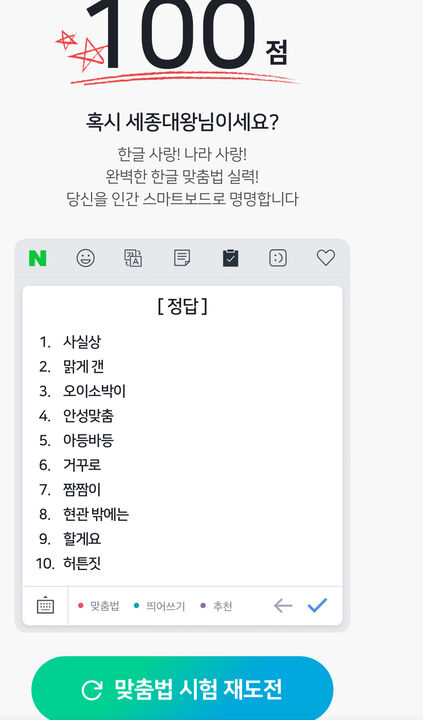 100점
혹시 세종대왕님이세요?
한글 사랑! 나라 사랑!
완벽한 한글 맞춤법 실력!
당신을 인간 스마트보드로 명명합니다
N
[ 정답 ]
1. 사실상
2. 맑게 갠
3. 오이소박이
4. 안성맞춤
5. 아등바등
6. 거꾸로
7. 짬짬이
8. 현관 밖에는
9. 할게요
10. 허튼짓
맞춤법 띄어쓰기 추천
맞춤법 시험 재도전